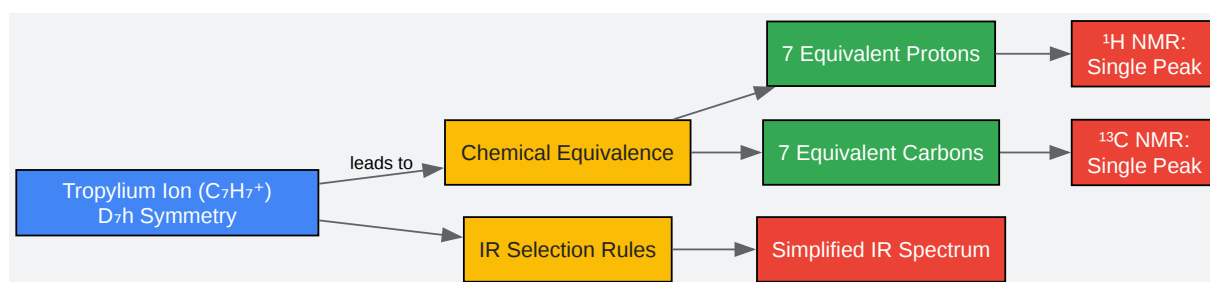 Tropylium Ion (C₇H₇⁺)
D₇h Symmetry
leads to
Chemical Equivalence
IR Selection Rules
7 Equivalent Protons
7 Equivalent Carbons
Simplified IR Spectrum
¹H NMR:
Single Peak
¹³C NMR:
Single Peak